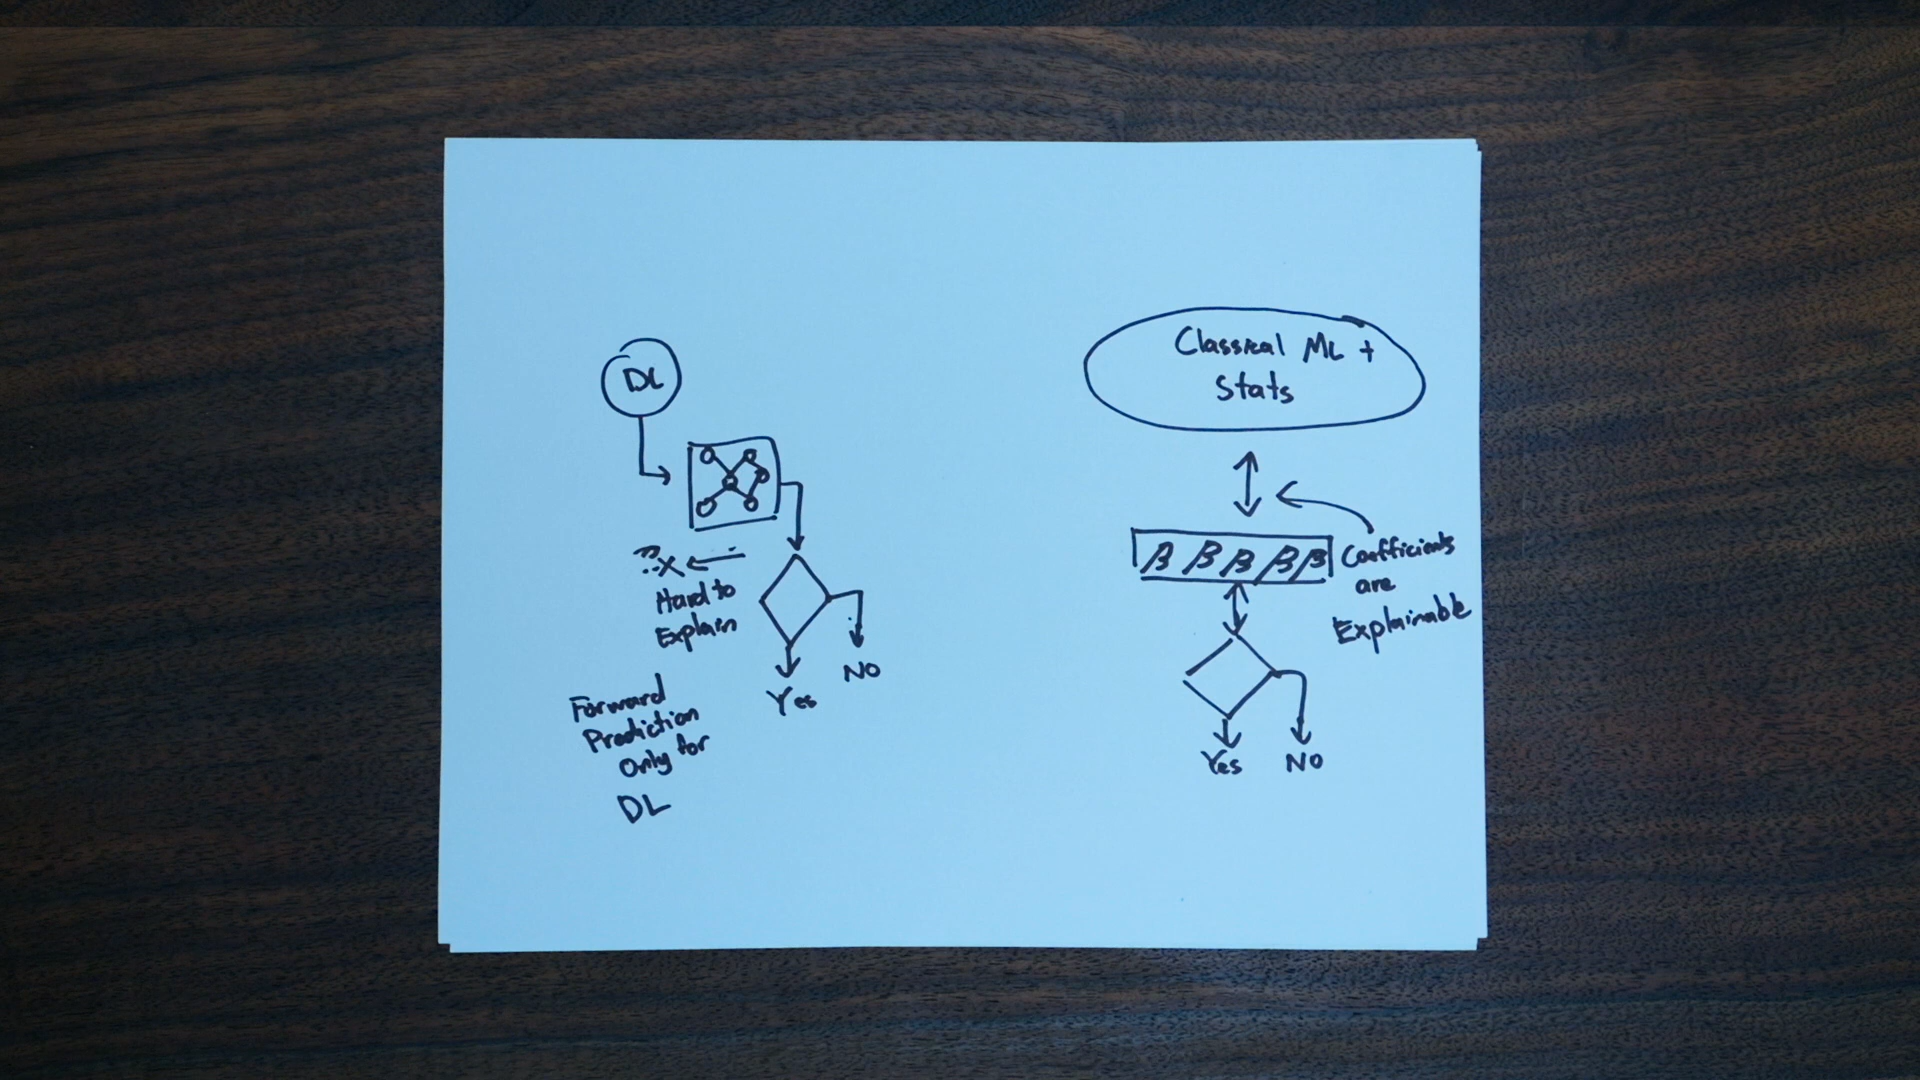 DL
??X
Hard to
Explain
Yes
No
Forward
Prediction
Only for
DL
Classical ML +
Stats
β β β β β
Coefficients
are
Explainable
Yes
No